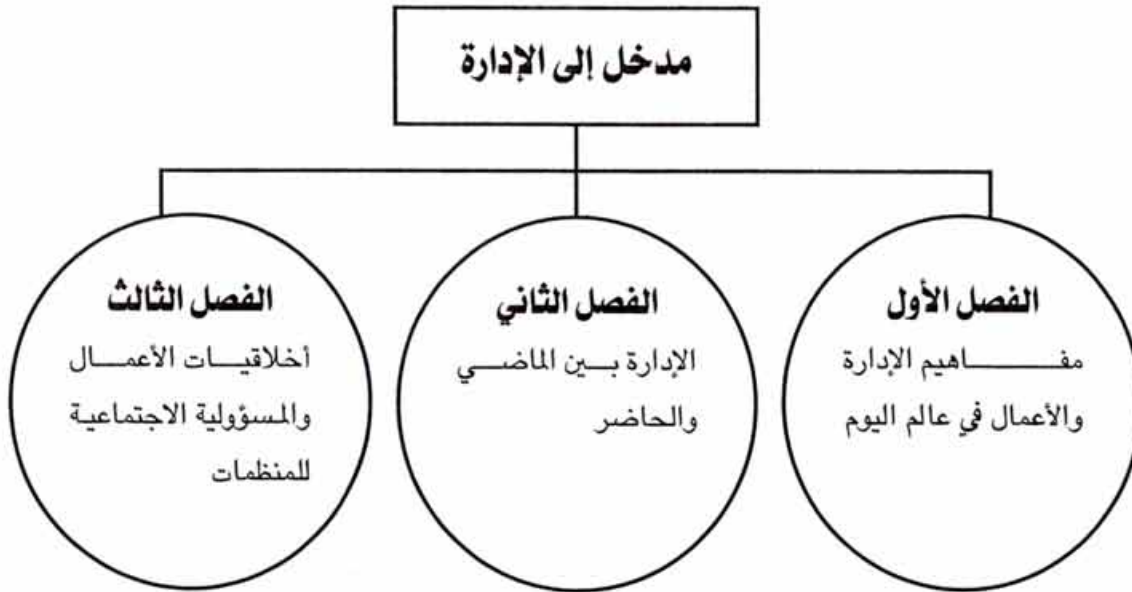 مدخل إلى الإدارة
الفصل الأول
مفاهيم الإدارة
والأعمال في عالم اليوم
الفصل الثاني
الإدارة بين الماضي
والحاضر
الفصل الثالث
أخلاقيات الأعمال
والمسؤولية الاجتماعية
للمنظمات